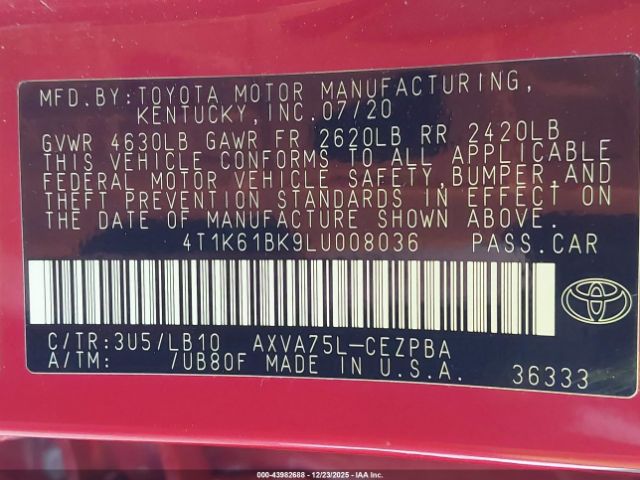 MFD.BY:TOYOTA MOTOR MANUFACTURING,
KENTUCKY,INC.07/20
GVWR 4630LB GAWR FR 2620LB RR 2420LB
THIS VEHICLE CONFORMS TO ALL APPLICABLE
FEDERAL MOTOR VEHICLE SAFETY,BUMPER,AND
THEFT PREVENTION STANDARDS IN EFFECT ON
THE DATE OF MANUFACTURE SHOWN ABOVE.
4T1K61BK9LU008036 PASS.CAR
C/TR:3U5/LB10 AXVA75L-CEZPBA
A/TM: /UB80F MADE IN U.S.A.
36333
000-43982688 - 12/23/2025 - IAA, Inc.